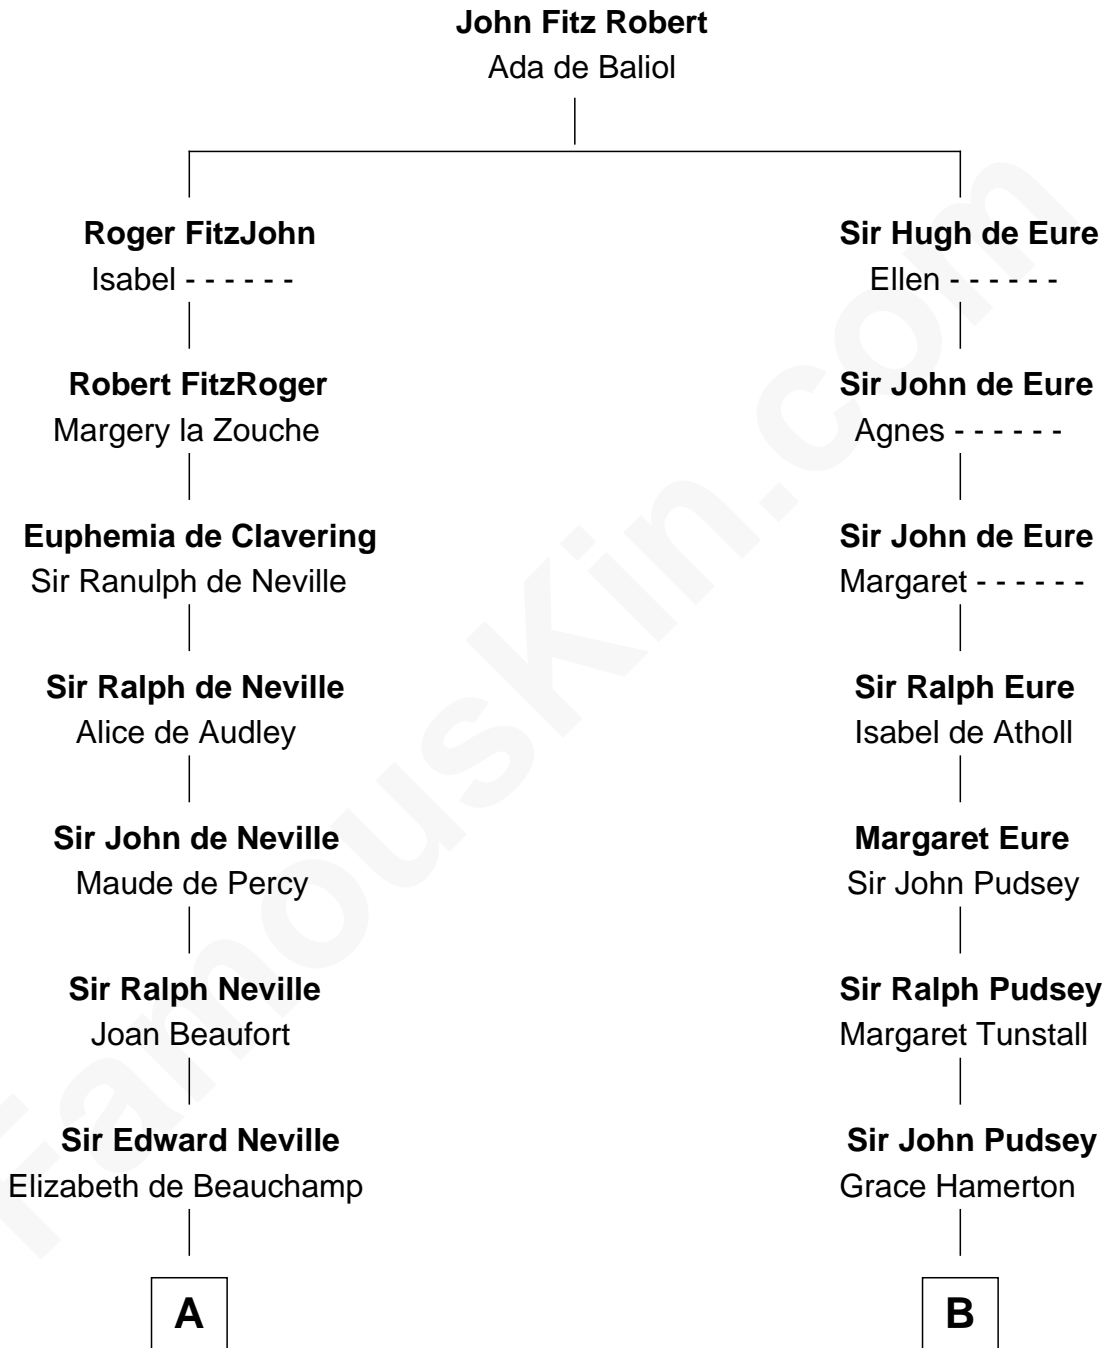 John Fitz Robert
Ada de Baliol
Roger FitzJohn
Isabel - - - - - -
Robert FitzRoger
Margery la Zouche
Euphemia de Clavering
Sir Ranulph de Neville
Sir Ralph de Neville
Alice de Audley
Sir John de Neville
Maude de Percy
Sir Ralph Neville
Joan Beaufort
Sir Edward Neville
Elizabeth de Beauchamp
A
Sir Hugh de Eure
Ellen - - - - - -
Sir John de Eure
Agnes - - - - - -
Sir John de Eure
Margaret - - - - - -
Sir Ralph Eure
Isabel de Atholl
Margaret Eure
Sir John Pudsey
Sir Ralph Pudsey
Margaret Tunstall
Sir John Pudsey
Grace Hamerton
B
FamousKin.com